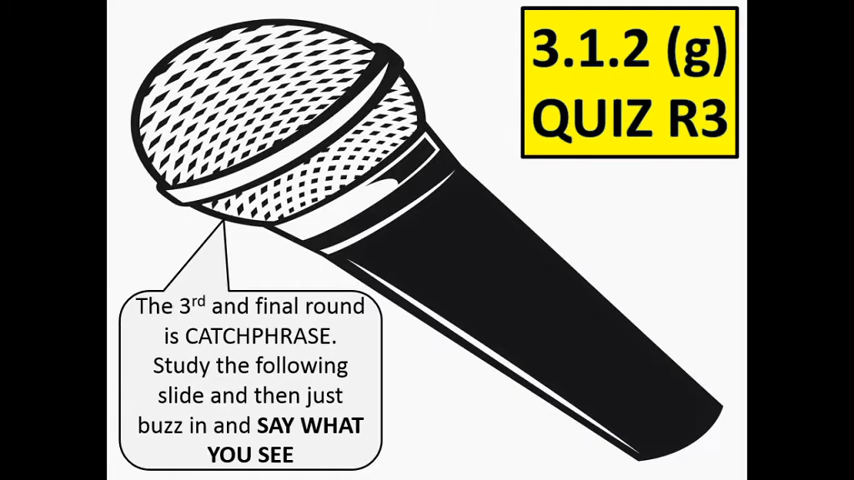 3.1.2 (g)
QUIZ R3
The 3rd and final round
is CATCHPHRASE.
Study the following
slide and then just
buzz in and SAY WHAT
YOU SEE